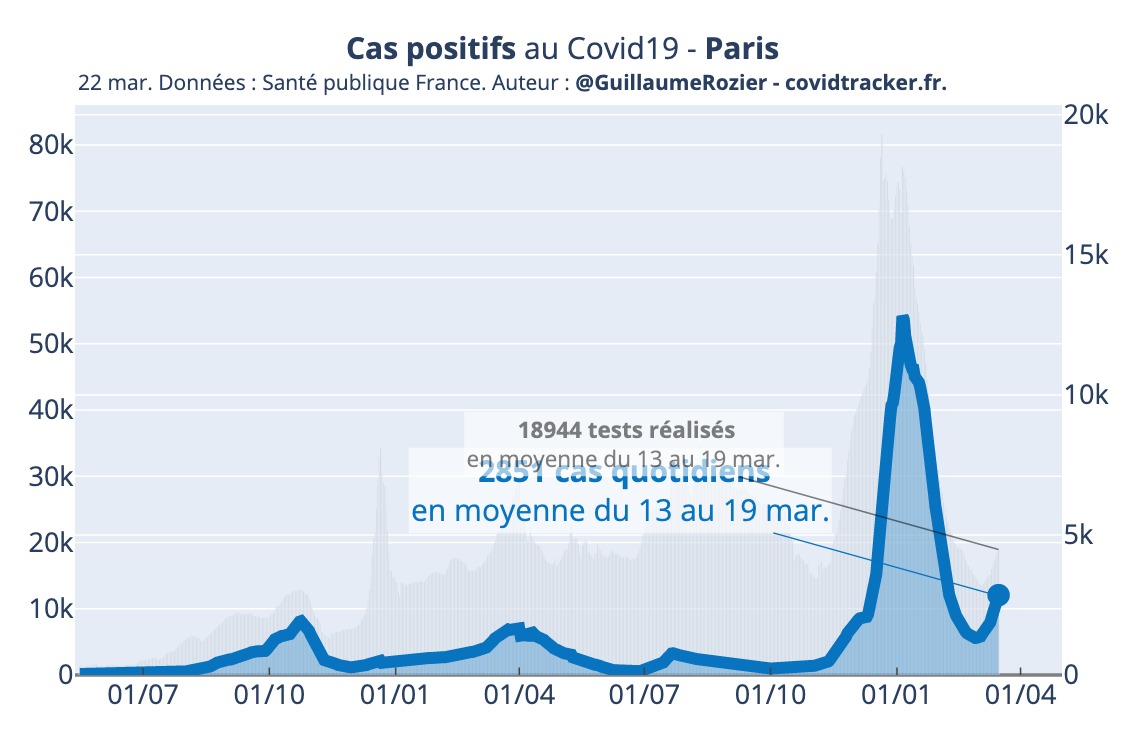 Cas positifs au Covid19 - Paris
22 mar. Données : Santé publique France. Auteur : @GuillaumeRozier - covidtracker.fr.
20k
80k
70k
15k
60k
50k
10k
40k
18944 tests réalisés
en moyenne du 13 au 19 mar.
2851 cas quotidiens
en moyenne du 13 au 19 mar.
30k
5k
20k
10k
0
0
01/07
01/10
01/01
01/04
01/07
01/10
01/01
01/04